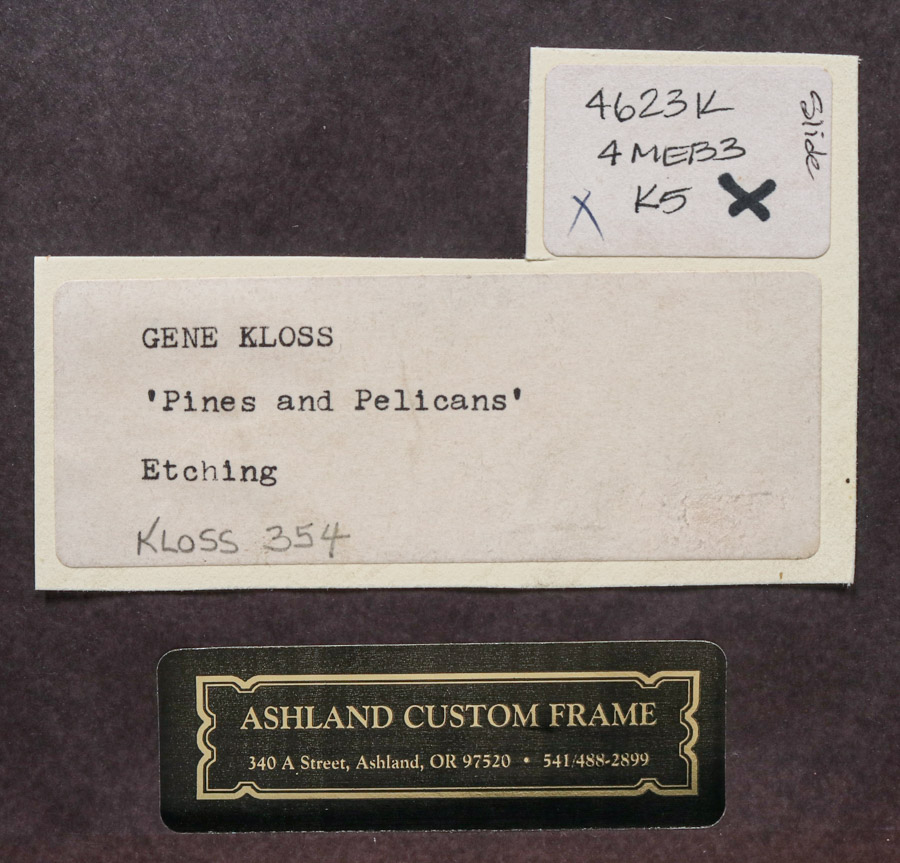 4623K
4MEB3
K5 X
X
Slide
GENE KLOSS
'Pines and Pelicans'
Etching
KLOSS 354
ASHLAND CUSTOM FRAME
340 A Street, Ashland, OR 97520 • 541/488-2899